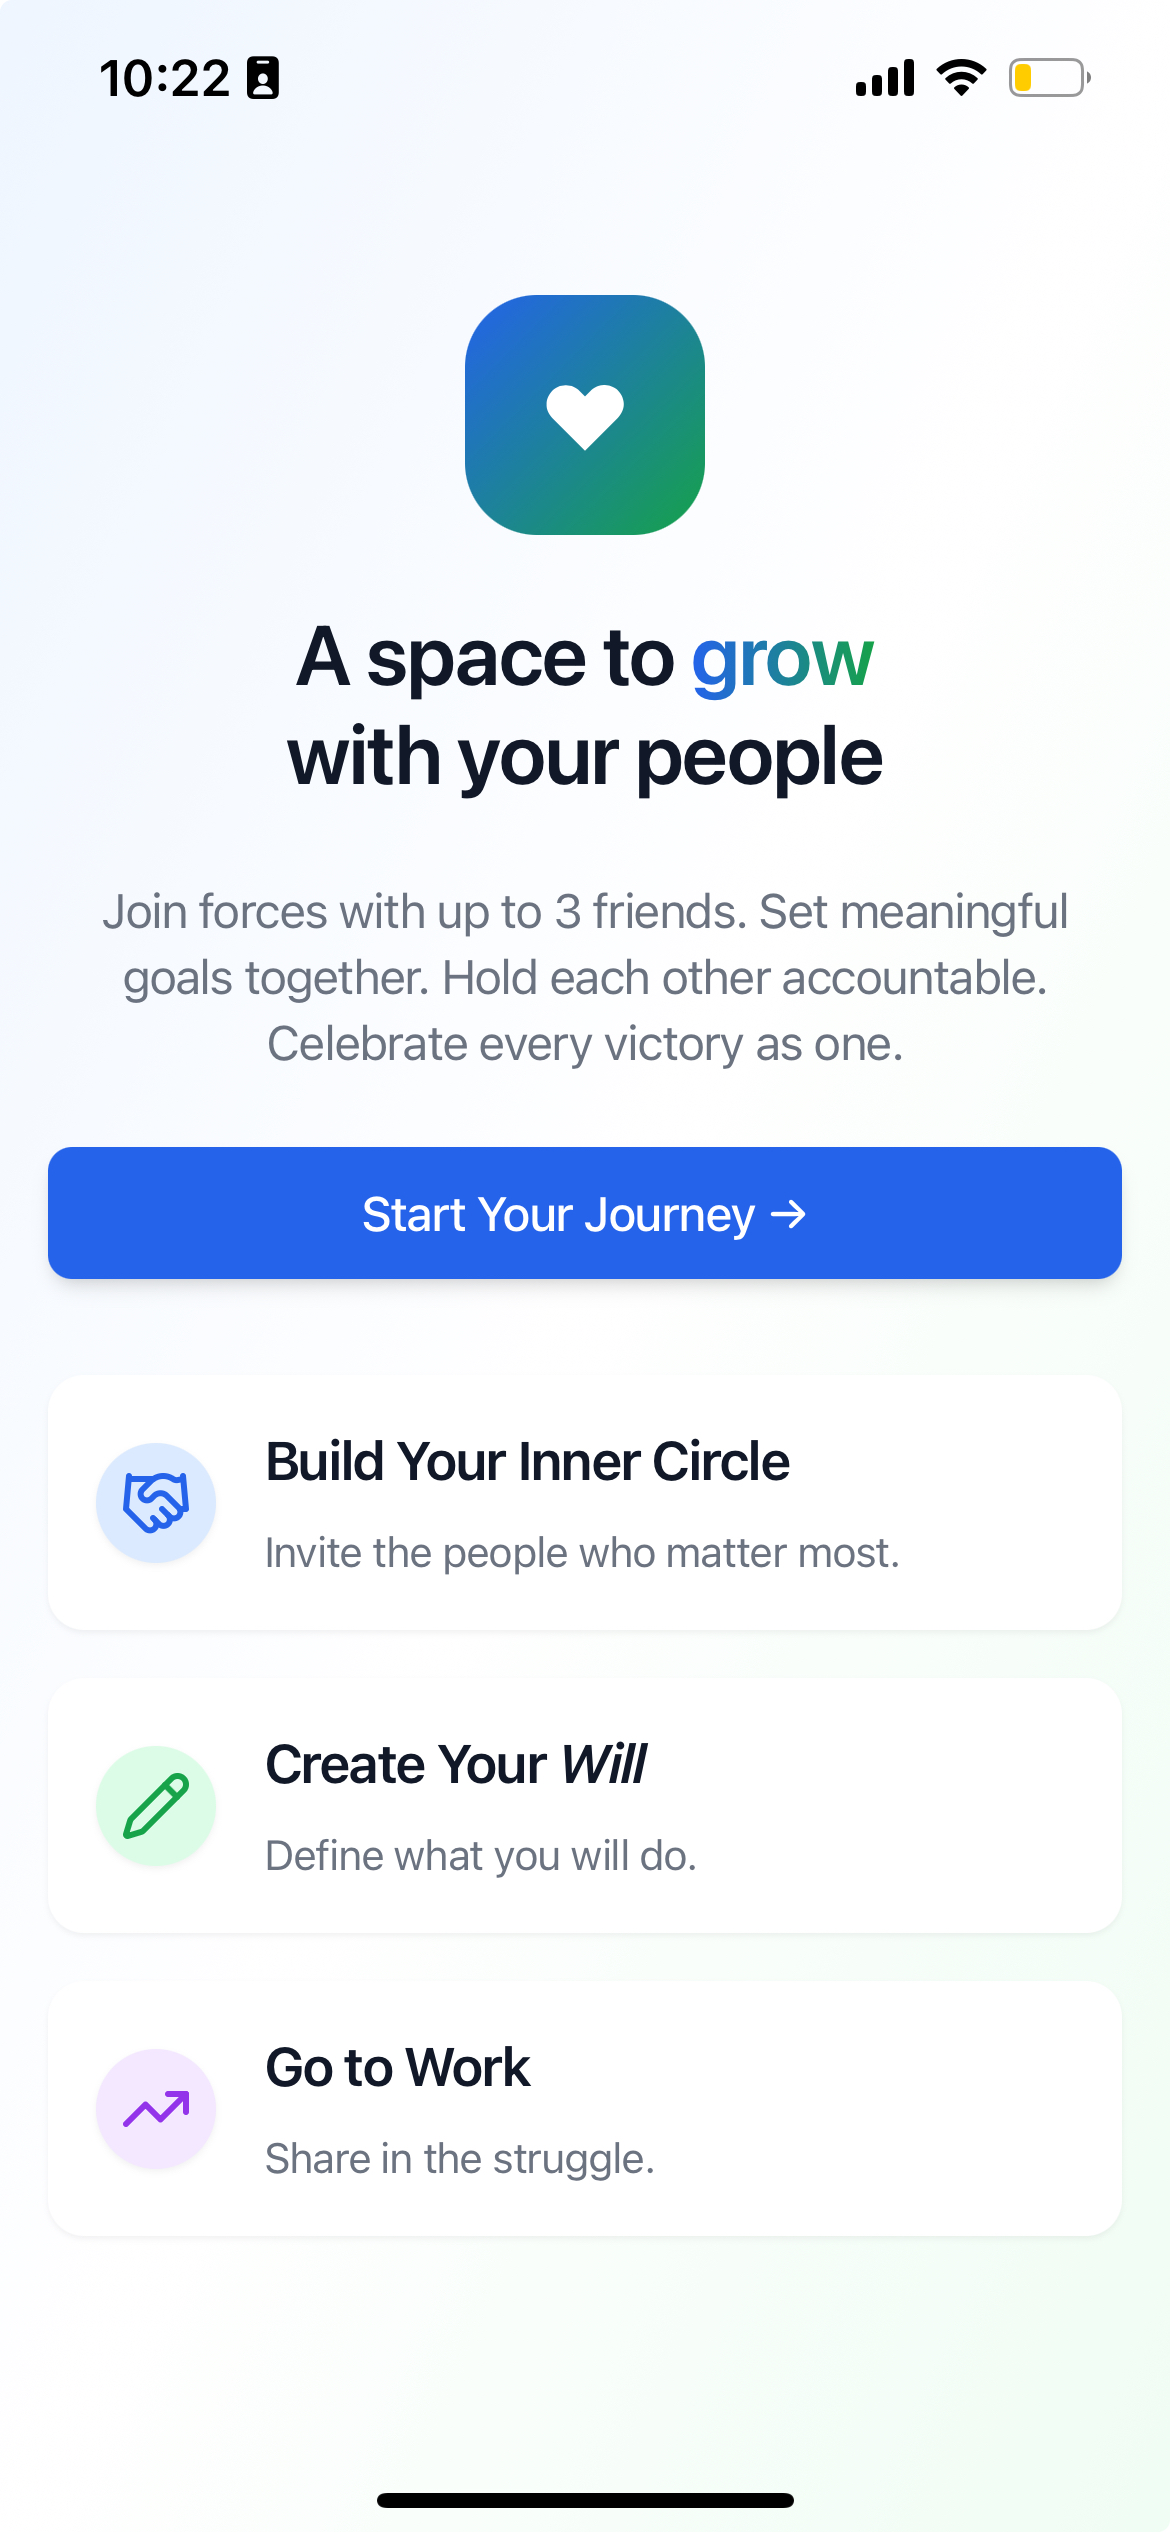 10:22
A space to grow
with your people
Join forces with up to 3 friends. Set meaningful
goals together. Hold each other accountable.
Celebrate every victory as one.
Start Your Journey →
Build Your Inner Circle
Invite the people who matter most.
Create Your Will
Define what you will do.
Go to Work
Share in the struggle.